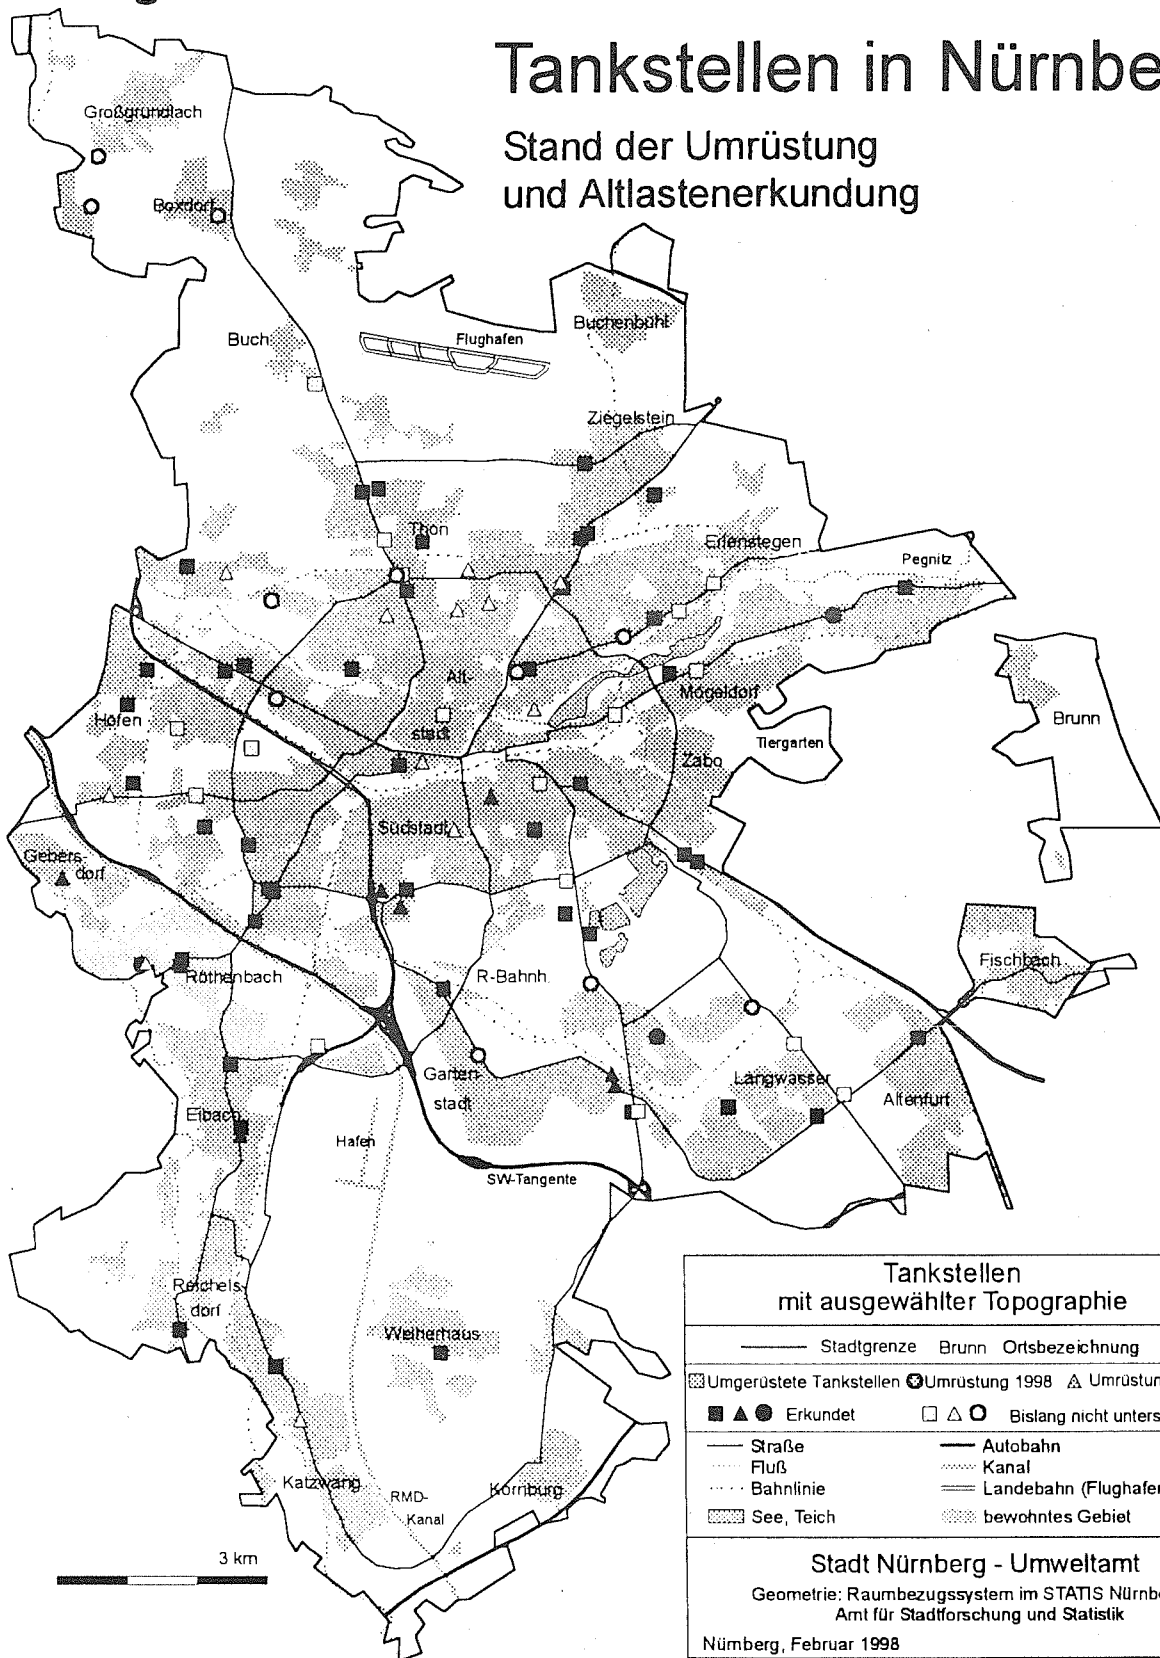 Tankstellen in Nürnbe
Stand der Umrüstung
und Altlastenerkundung
Großgründlach
Boxdorf
Buch
Flughafen
Buchenbühl
Ziegelstein
Thon
Erlenstegen
Pegnitz
Alt-
stadt
Mögeldorf
Höfen
Tiergarten
Brunn
Zabo
Südstadt
Gebers-
dorf
Röthenbach
R-Bahnh.
Fischbach
Garten-
stadt
Langwasser
Altenfurt
Eibach
Hafen
SW-Tangente
Reichels-
dorf
Weiherhaus
Katzwang
RMD-
Kanal
Kornburg
3 km
Tankstellen
mit ausgewählter Topographie
Stadtgrenze Brunn Ortsbezeichnung
Umgerüstete Tankstellen Umrüstung 1998 Umrüstun
Erkundet Bislang nicht unters
Straße Autobahn
Fluß Kanal
Bahnlinie Landebahn (Flughafe
See, Teich bewohntes Gebiet
Stadt Nürnberg - Umweltamt
Geometrie: Raumbezugssystem im STATIS Nürnbe
Amt für Stadtforschung und Statistik
Nürnberg, Februar 1998